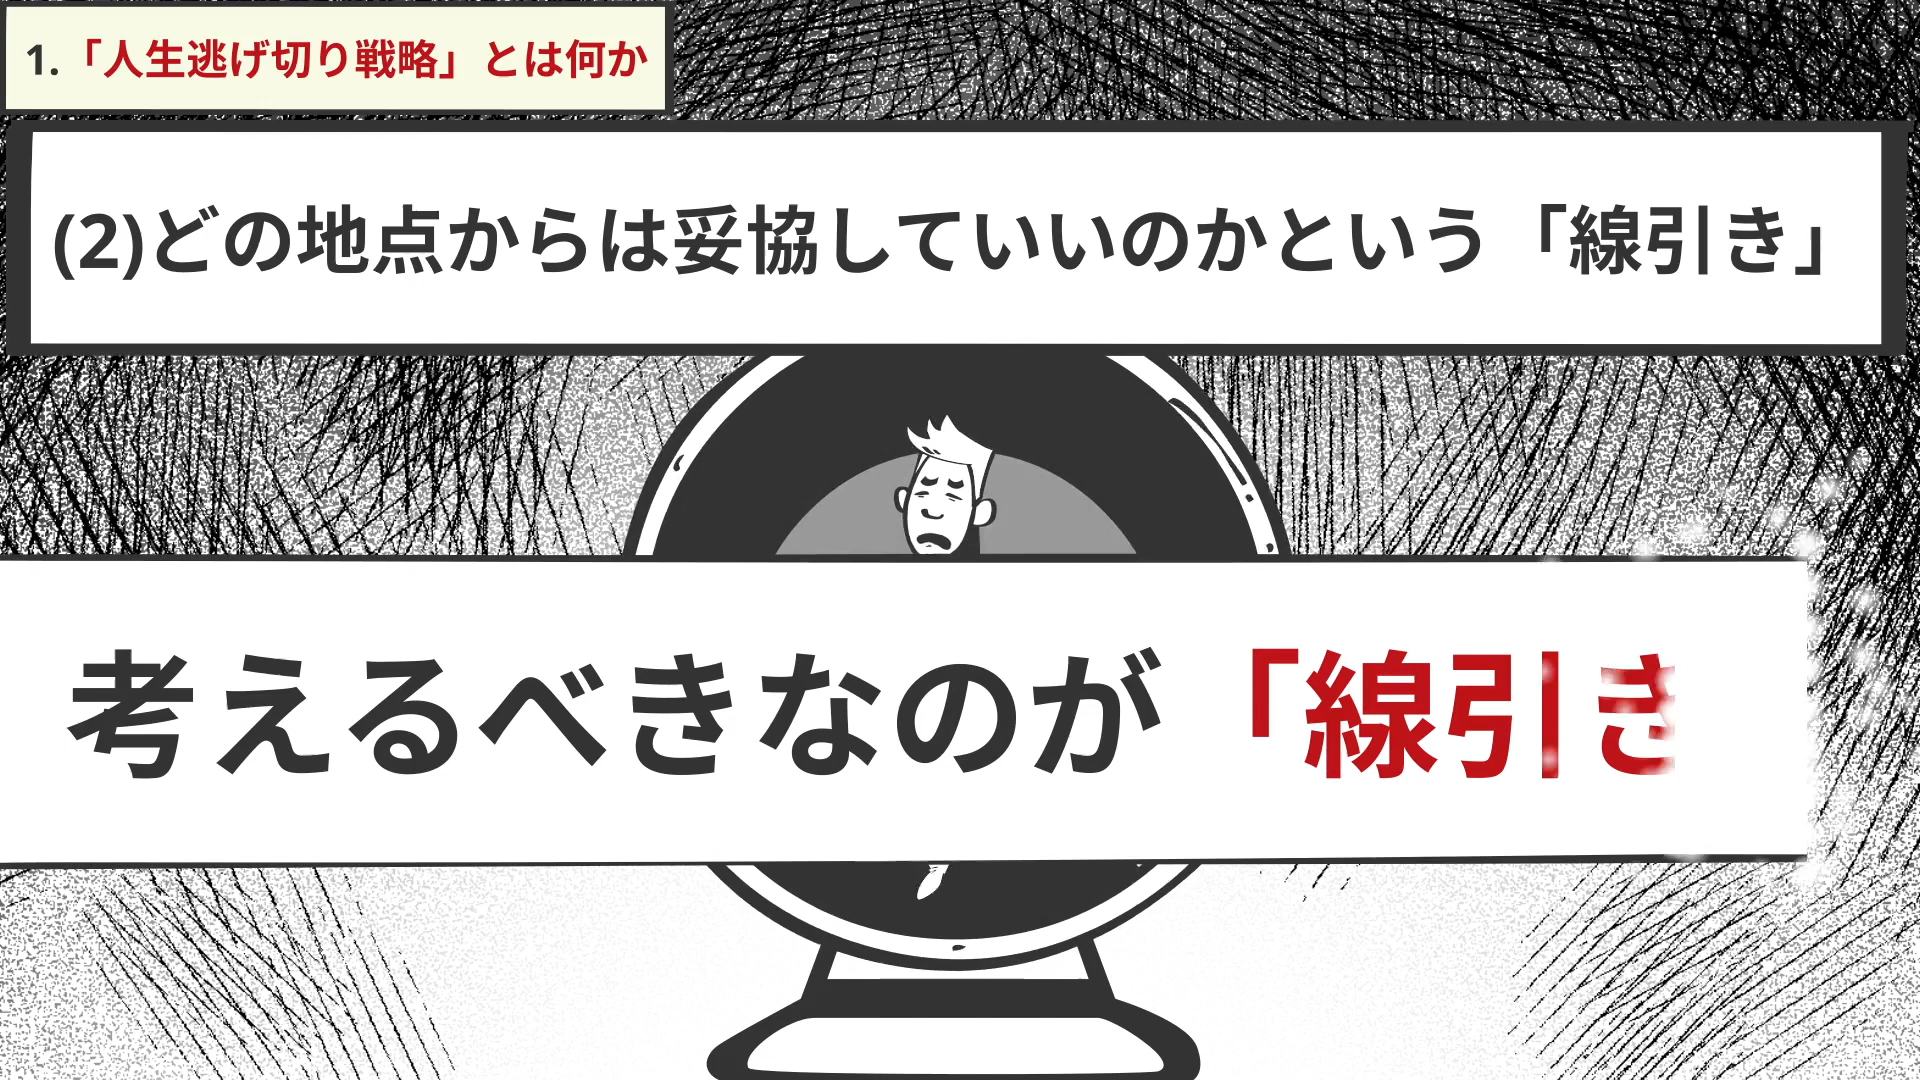 1.「人生逃げ切り戦略」とは何か
(2)どの地点からは妥協していいのかという「線引き」
考えるべきなのが「線引き